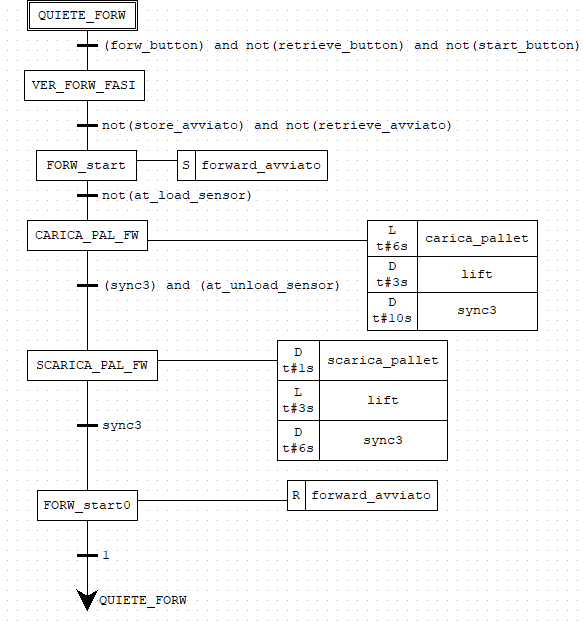 QUIETE_FORW
(forw_button) and not(retrieve_button) and not(start_button)
VER_FORW_FASI
not(store_avviato) and not(retrieve_avviato)
FORW_start
S forward_avviato
not(at_load_sensor)
CARICA_PAL_FW
L
t#6s
carica_pallet
D
t#3s
lift
D
t#10s
sync3
(sync3) and (at_unload_sensor)
SCARICA_PAL_FW
D
t#1s
scarica_pallet
L
t#3s
lift
D
t#6s
sync3
sync3
FORW_start0
R forward_avviato
1
QUIETE_FORW